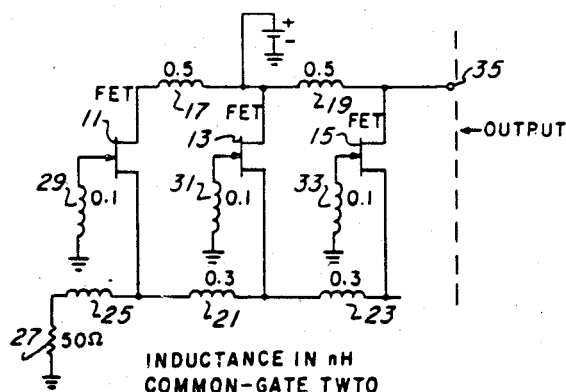 +
-
0.5 0.5 35
FET 17 FET 19 FET
11 13 15 OUTPUT
29 0.1 31 0.1 33 0.1
0.3 0.3
25 21 23
27 50Ω
INDUCTANCE IN nH
COMMON-GATE TWTO